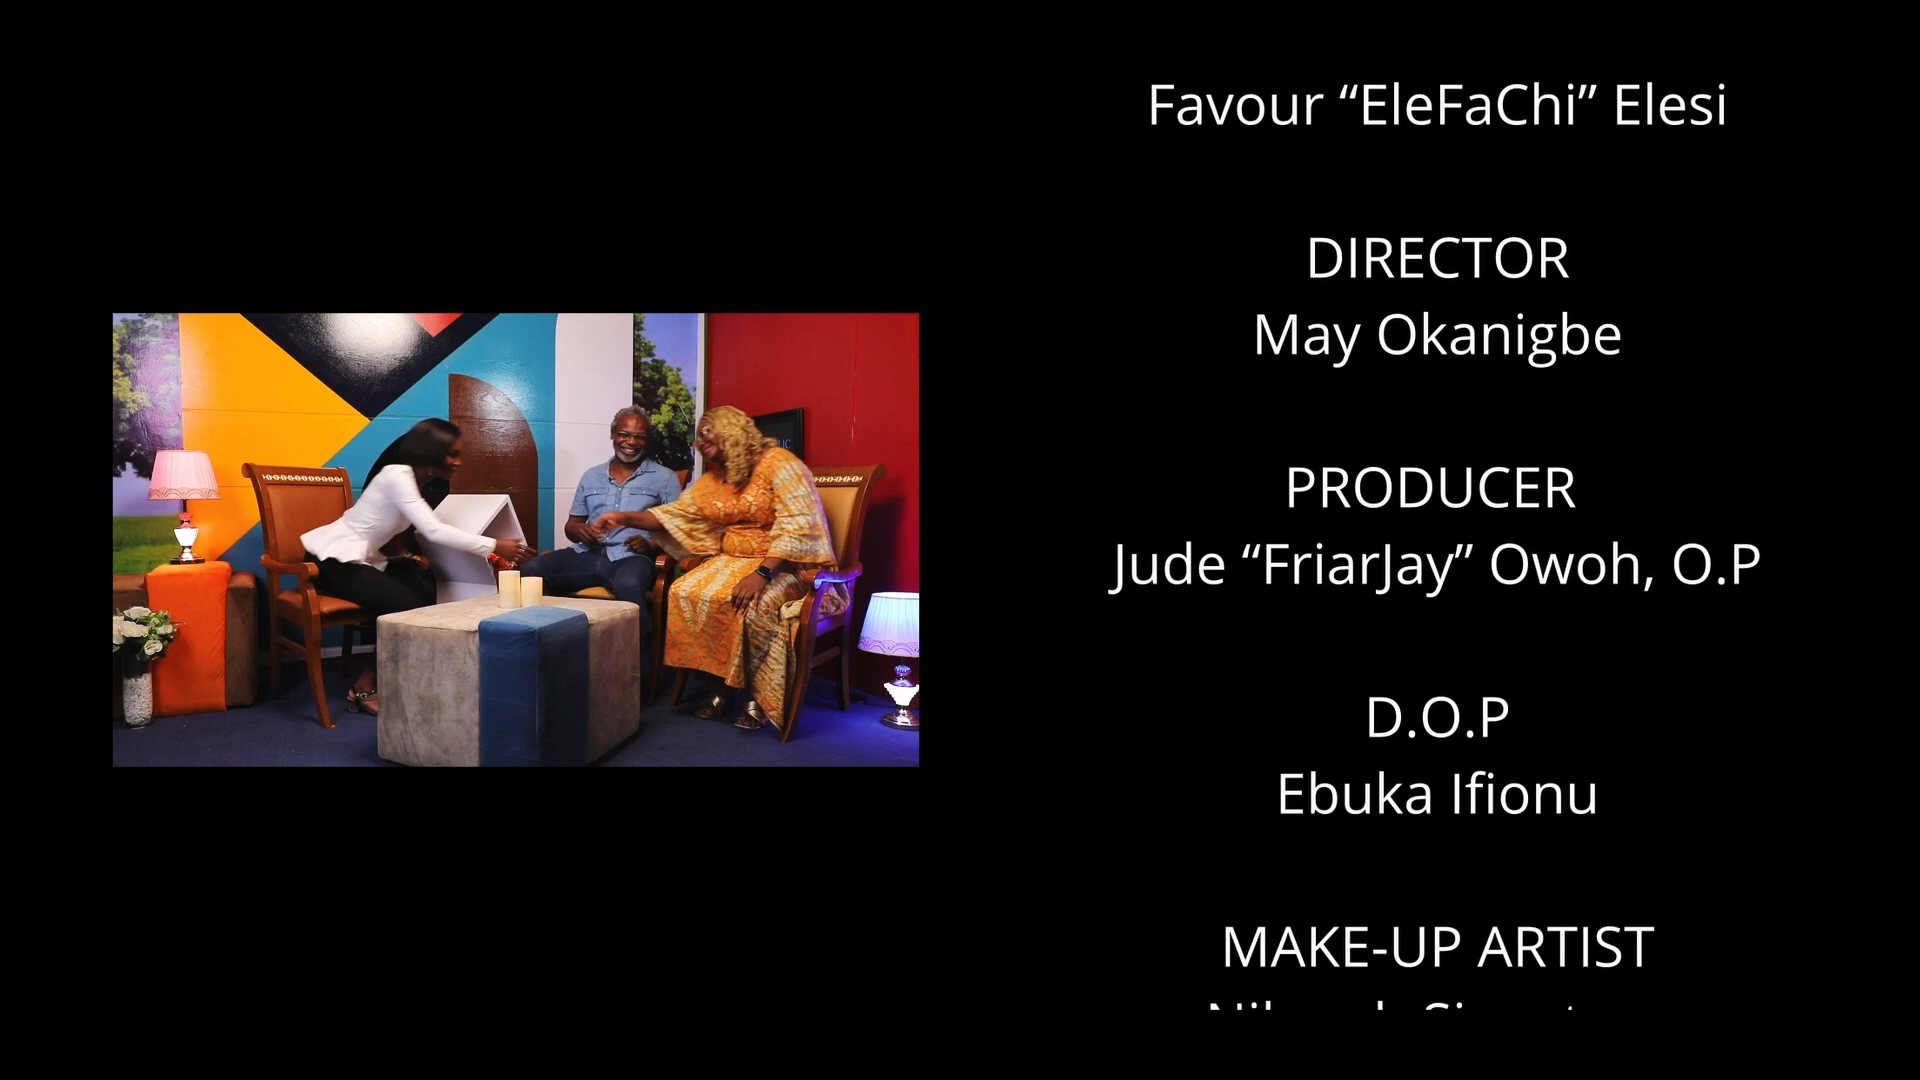 Favour “EleFaChi” Elesi
DIRECTOR
May Okanigbe
PRODUCER
Jude “FriarJay” Owoh, O.P
D.O.P
Ebuka Ifionu
MAKE-UP ARTIST